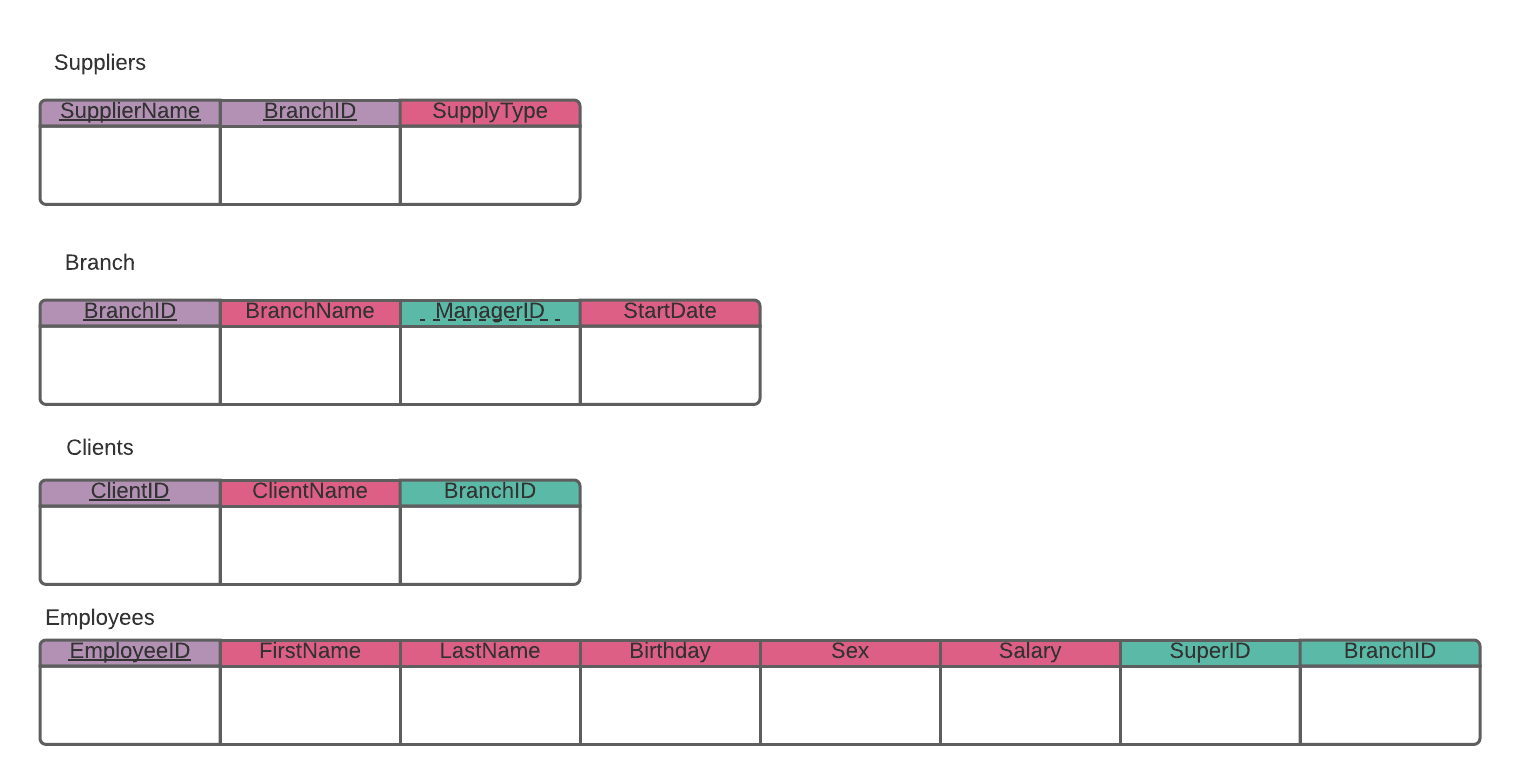 Suppliers
SupplierName BranchID SupplyType
Branch
BranchID BranchName ManagerID StartDate
Clients
ClientID ClientName BranchID
Employees
EmployeeID FirstName LastName Birthday Sex Salary SuperID BranchID